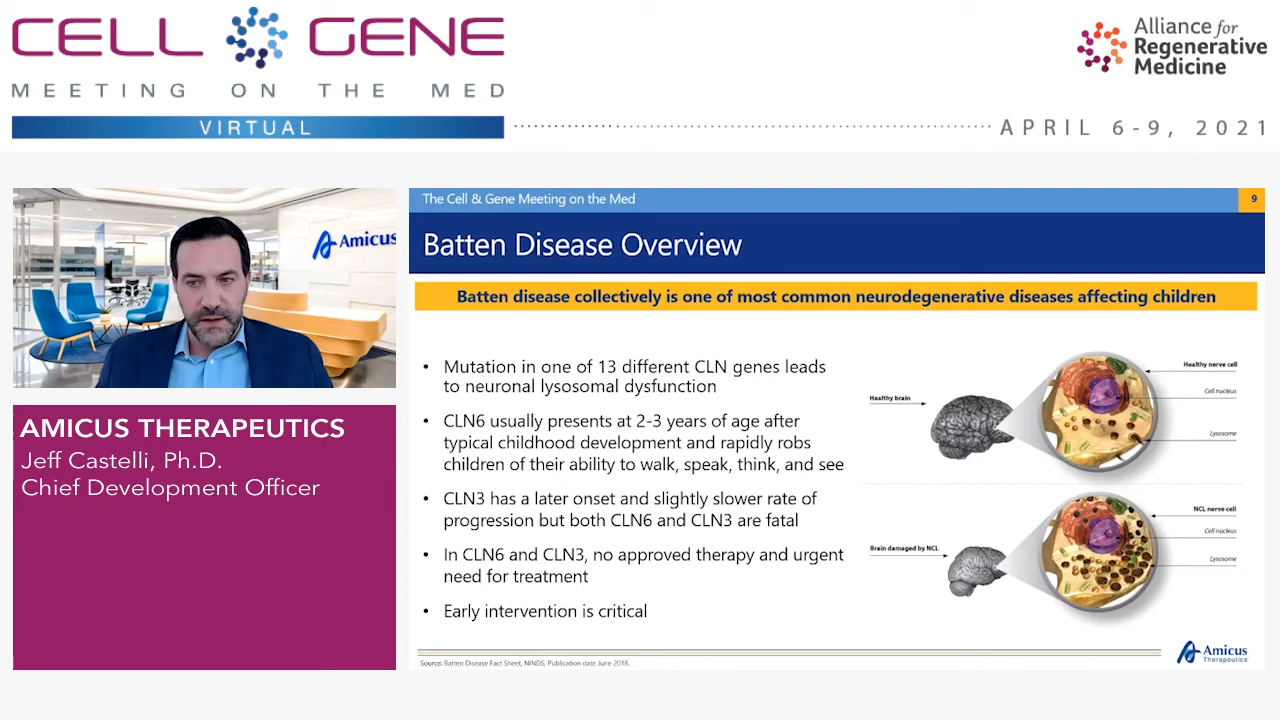 CELL GENE
MEETING ON THE MED
VIRTUAL
Alliance for
Regenerative
Medicine
APRIL 6-9, 2021
Amicus
AMICUS THERAPEUTICS
Jeff Castelli, Ph.D.
Chief Development Officer
The Cell & Gene Meeting on the Med
9
Batten Disease Overview
Batten disease collectively is one of most common neurodegenerative diseases affecting children
• Mutation in one of 13 different CLN genes leads
to neuronal lysosomal dysfunction
• CLN6 usually presents at 2-3 years of age after
typical childhood development and rapidly robs
children of their ability to walk, speak, think, and see
• CLN3 has a later onset and slightly slower rate of
progression but both CLN6 and CLN3 are fatal
• In CLN6 and CLN3, no approved therapy and urgent
need for treatment
• Early intervention is critical
Healthy brain
Healthy nerve cell
Cell nucleus
Lysosome
Brain damaged by NCL
NCL nerve cell
Cell nucleus
Lysosome
Source: Batten Disease Fact Sheet, NINDS, Publication date June 2018.
Amicus
Therapeutics